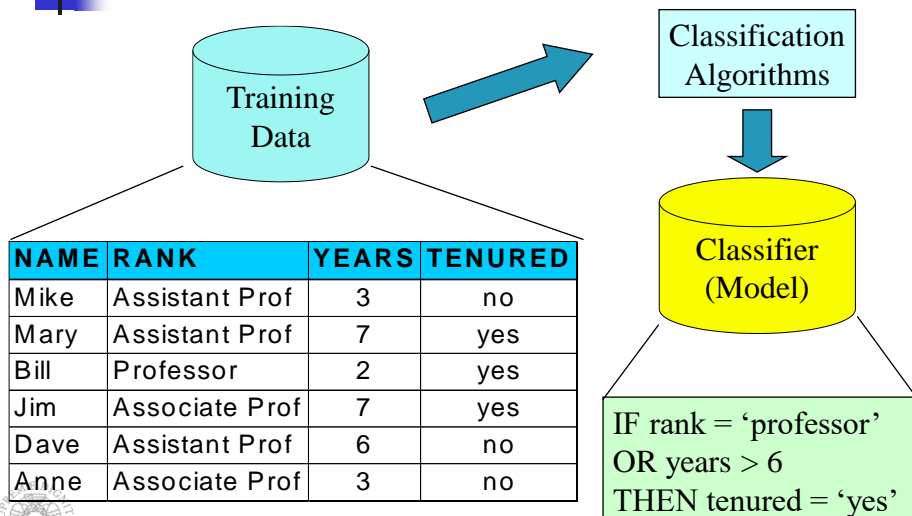 Training
Data
Classification
Algorithms
Classifier
(Model)
NAME RANK YEARS TENURED
Mike Assistant Prof 3 no
Mary Assistant Prof 7 yes
Bill Professor 2 yes
Jim Associate Prof 7 yes
Dave Assistant Prof 6 no
Anne Associate Prof 3 no
IF rank = ‘professor’
OR years > 6
THEN tenured = ‘yes’